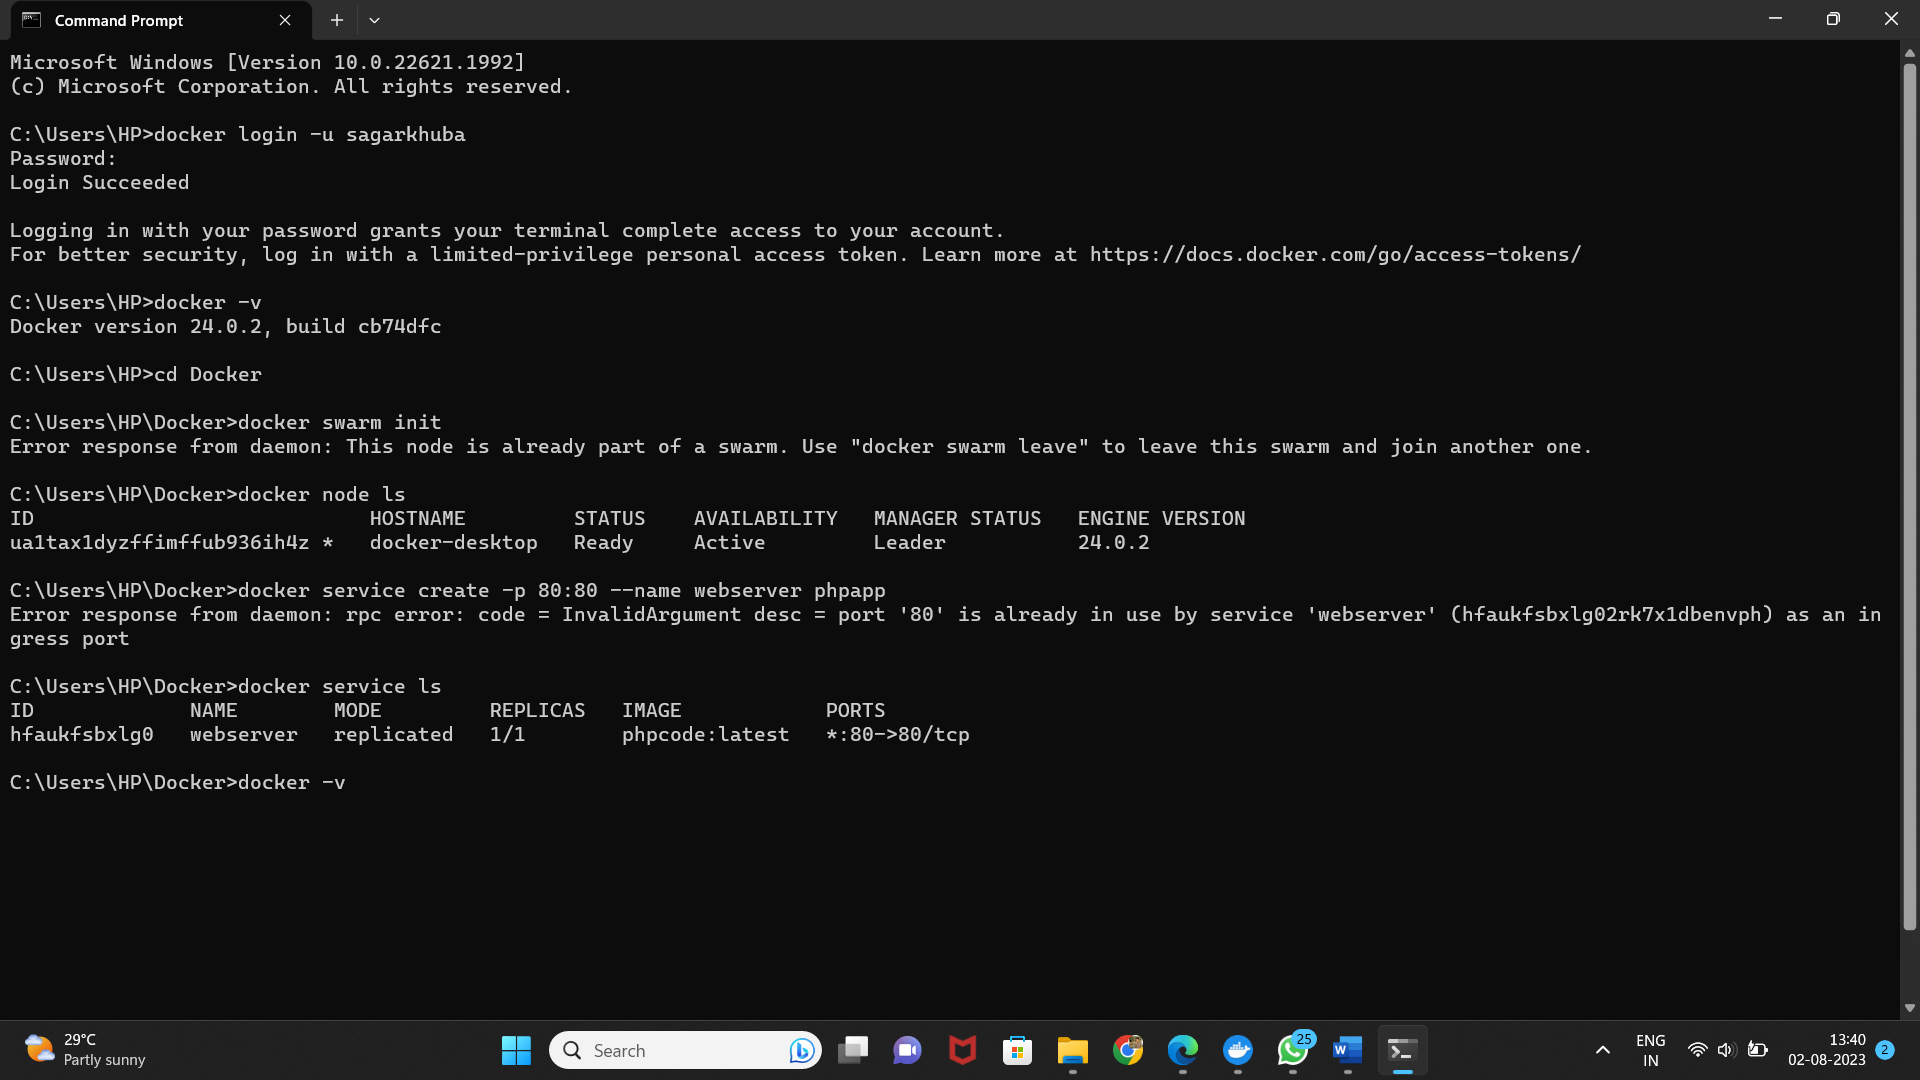 Command Prompt
Microsoft Windows [Version 10.0.22621.1992]
(c) Microsoft Corporation. All rights reserved.
C:\Users\HP>docker login -u sagarkhuba
Password:
Login Succeeded
Logging in with your password grants your terminal complete access to your account.
For better security, log in with a limited-privilege personal access token. Learn more at https://docs.docker.com/go/access-tokens/
C:\Users\HP>docker -v
Docker version 24.0.2, build cb74dfc
C:\Users\HP>cd Docker
C:\Users\HP\Docker>docker swarm init
Error response from daemon: This node is already part of a swarm. Use "docker swarm leave" to leave this swarm and join another one.
C:\Users\HP\Docker>docker node ls
ID HOSTNAME STATUS AVAILABILITY MANAGER STATUS ENGINE VERSION
ua1tax1dyzffimffub936ih4z * docker-desktop Ready Active Leader 24.0.2
C:\Users\HP\Docker>docker service create -p 80:80 --name webserver phpapp
Error response from daemon: rpc error: code = InvalidArgument desc = port '80' is already in use by service 'webserver' (hfaukfsbxlg02rk7x1dbenvph) as an in
gress port
C:\Users\HP\Docker>docker service ls
ID NAME MODE REPLICAS IMAGE PORTS
hfaukfsbxlg0 webserver replicated 1/1 phpcode:latest *:80->80/tcp
C:\Users\HP\Docker>docker -v
29°C
Partly sunny
Search
25
W
ENG
IN
13:40
02-08-2023
2